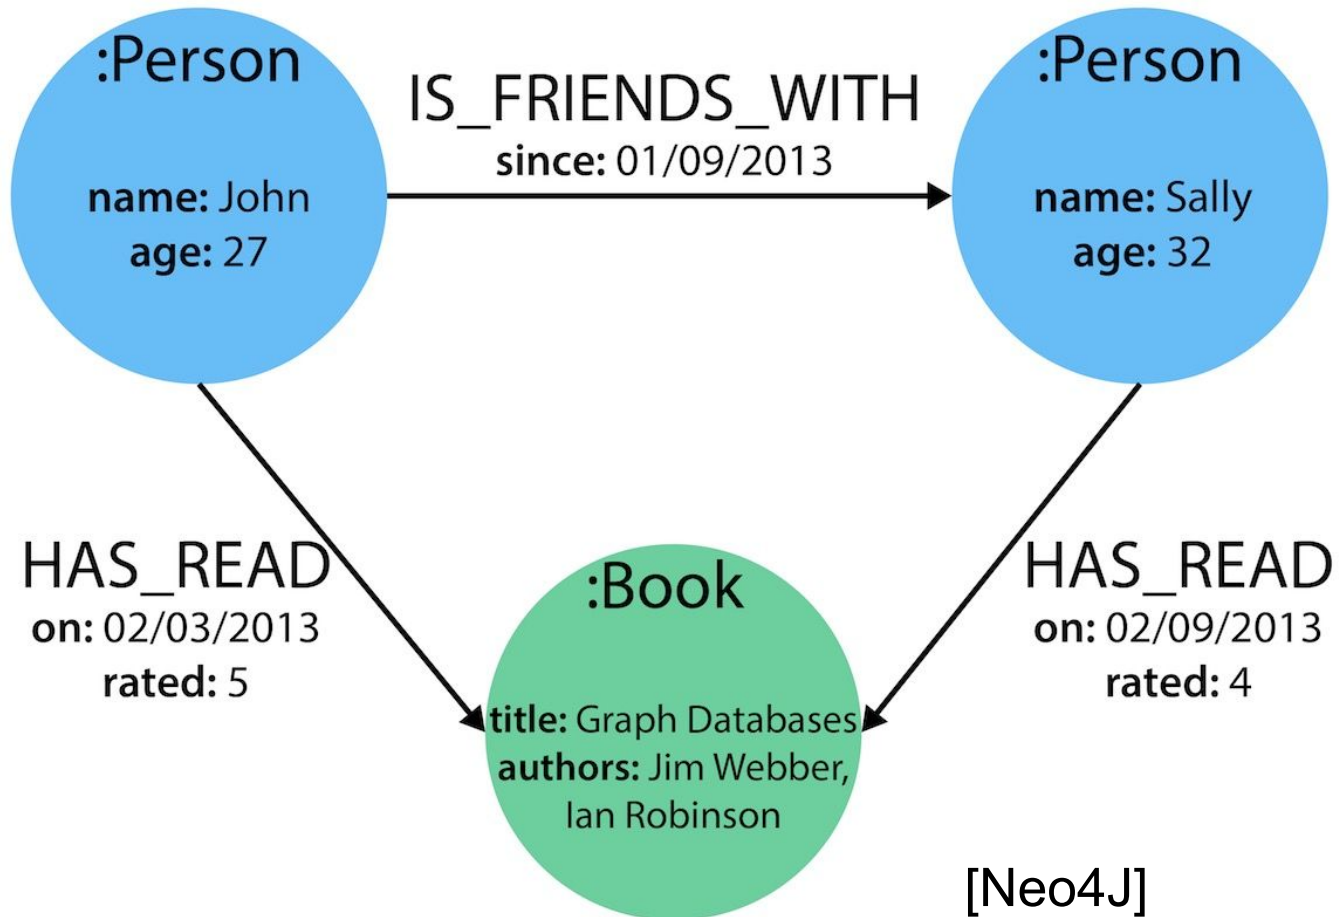 :Person
name: John
age: 27
IS_FRIENDS_WITH
since: 01/09/2013
:Person
name: Sally
age: 32
HAS_READ
on: 02/03/2013
rated: 5
:Book
title: Graph Databases
authors: Jim Webber,
Ian Robinson
HAS_READ
on: 02/09/2013
rated: 4
[Neo4J]